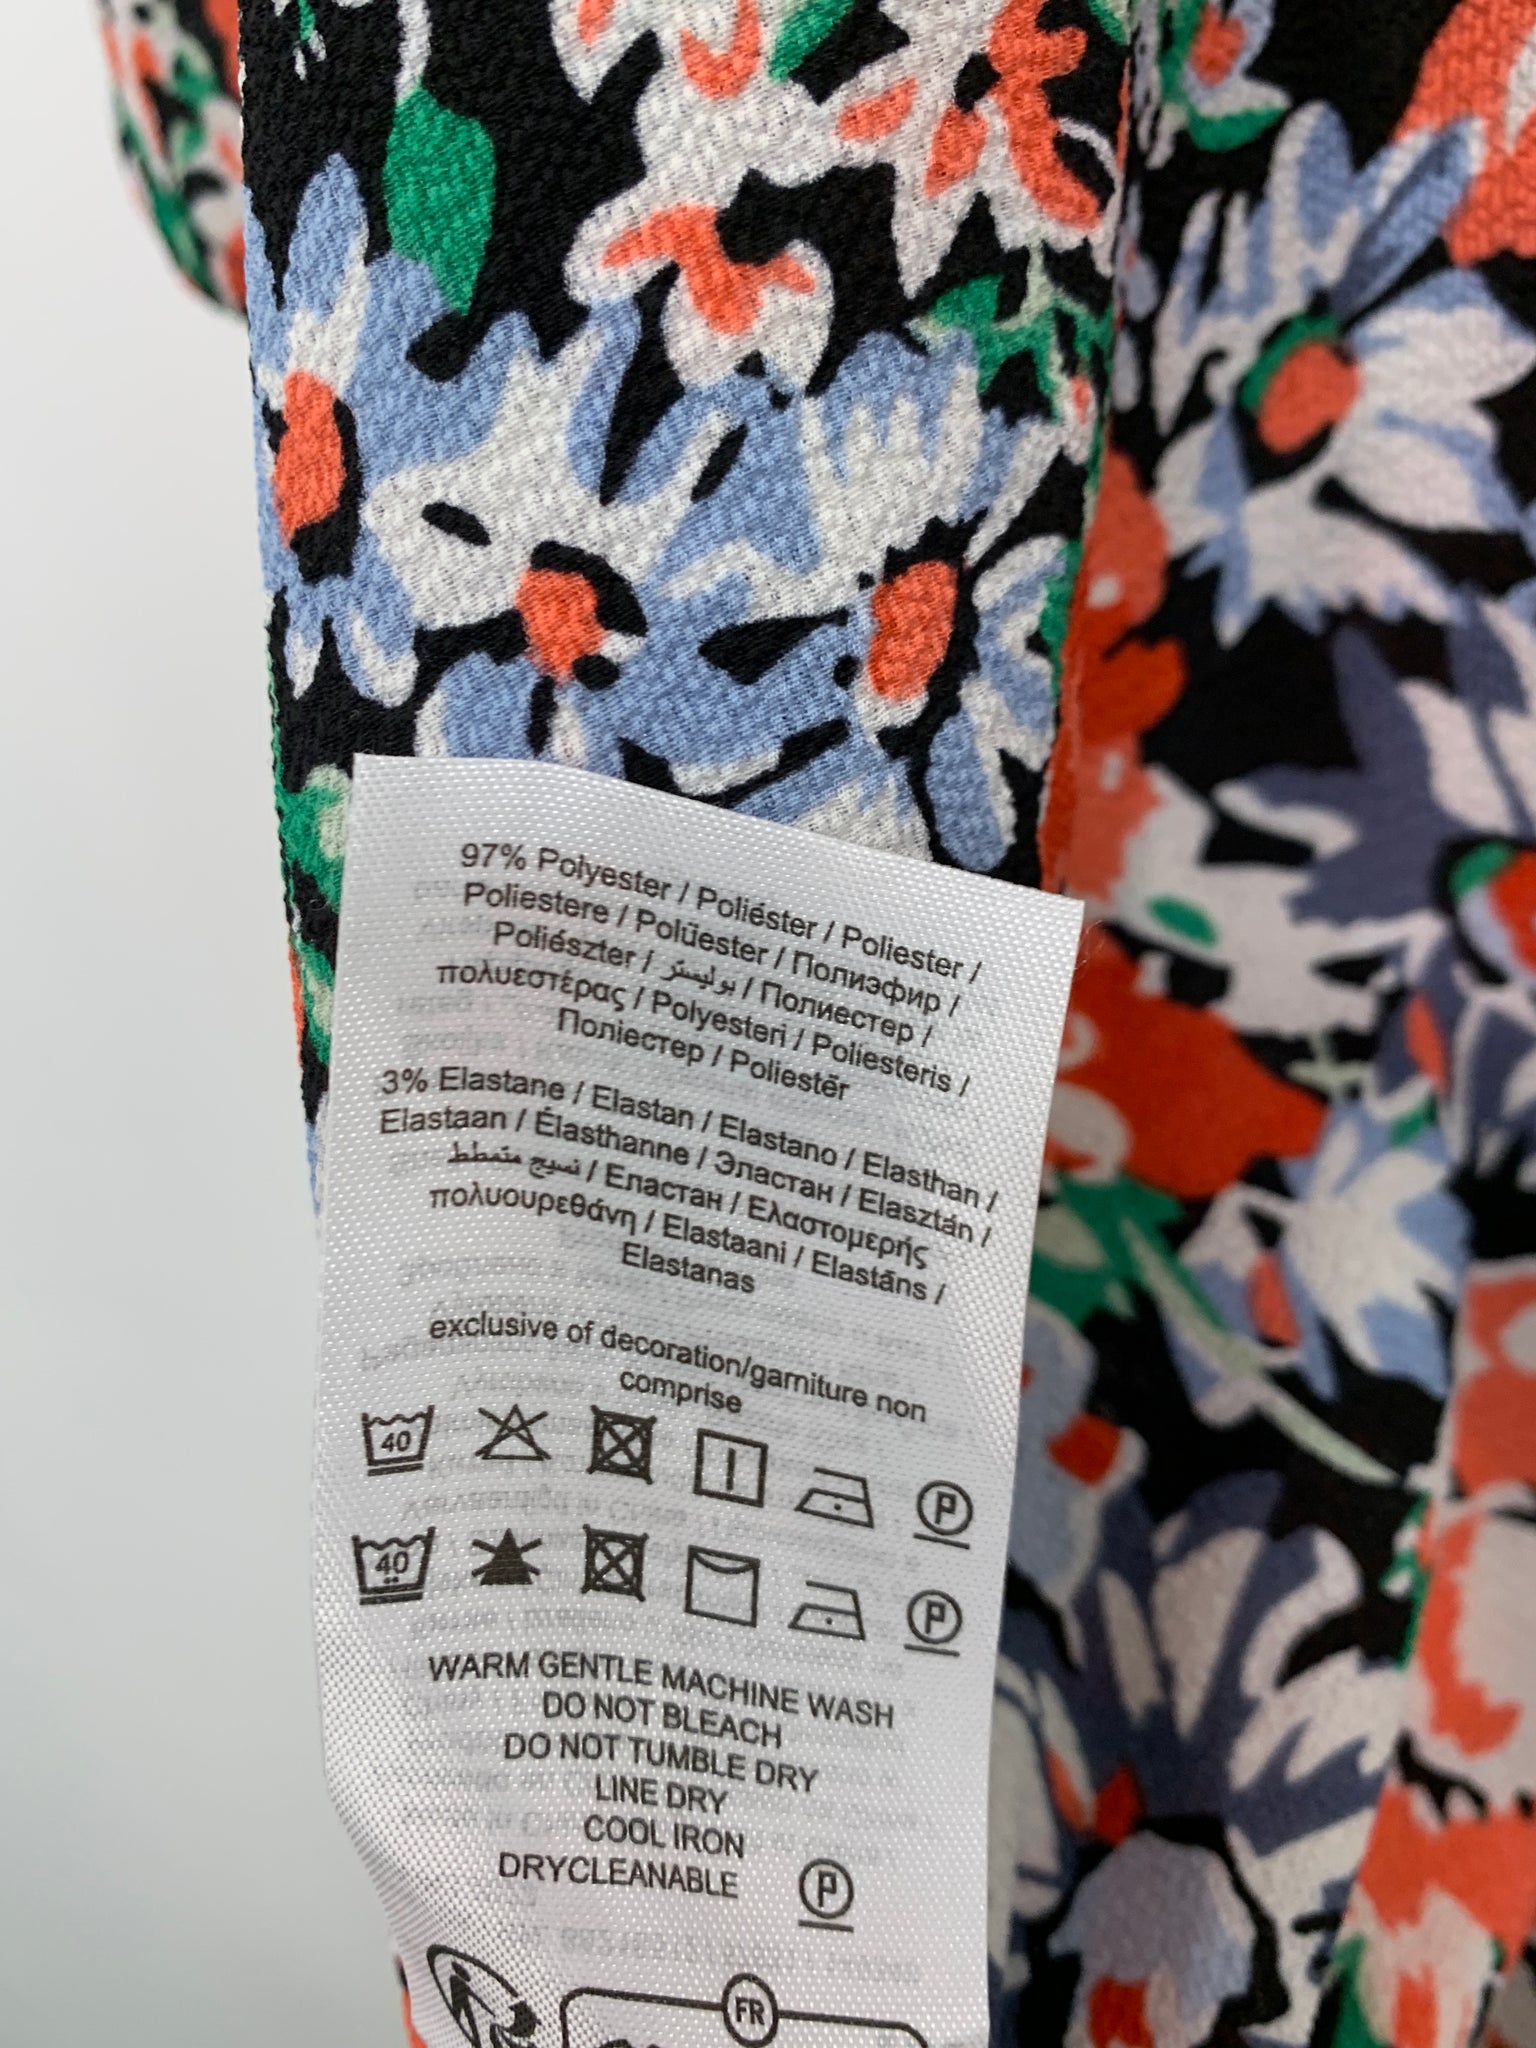 97% Polyester / Poliéster / Poliester /
Poliestere / Polüester / Полиэфир /
Poliészter / بوليستر / Полиестер /
πολυεστέρας / Polyesteri / Poliesteris /
Поліестер / Poliestēr
3% Elastane / Elastan / Elastano / Elasthan /
Elastaan / Élasthanne / Эластан / Elasztán /
نسيج متمطط / Еластан / Ελαστομερής
πολυουρεθάνη / Elastaani / Elastāns /
Elastanas
exclusive of decoration/garniture non
comprise
40 P
40 P
WARM GENTLE MACHINE WASH
DO NOT BLEACH
DO NOT TUMBLE DRY
LINE DRY
COOL IRON
DRYCLEANABLE P
FR